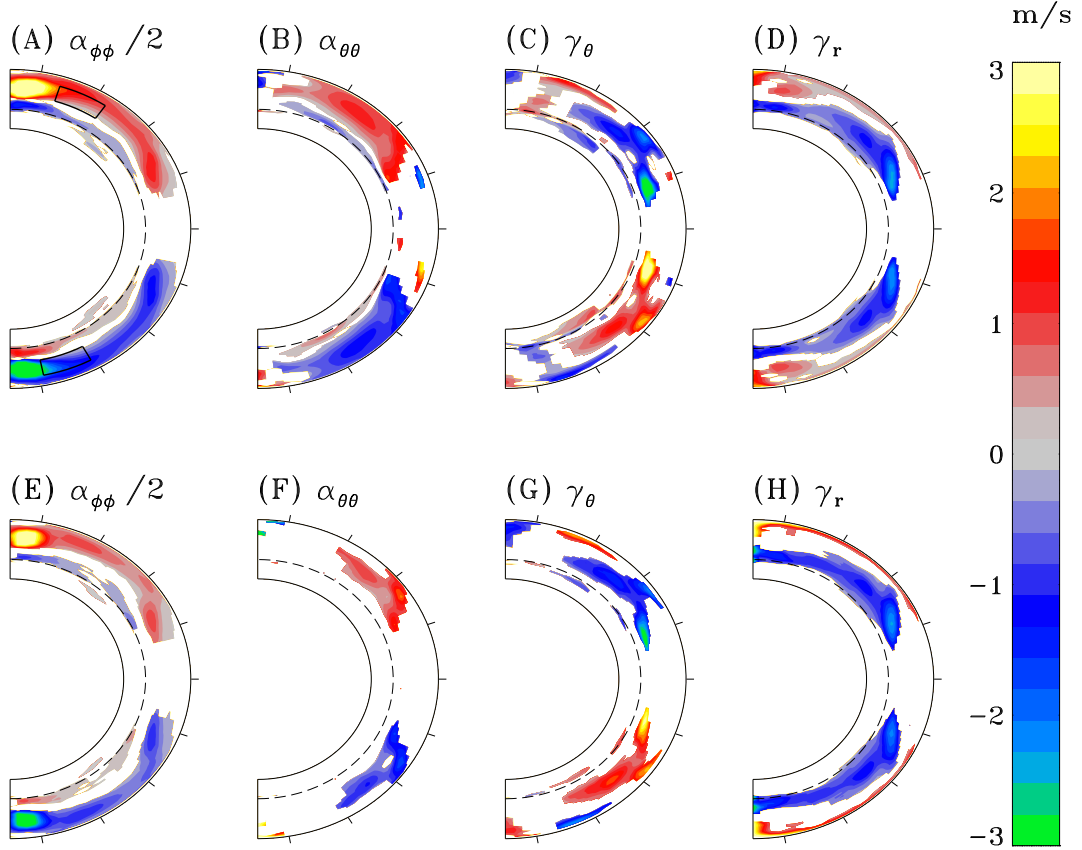 m/s
(A) α_φφ /2
(B) α_θθ
(C) γ_θ
(D) γ_r
3
2
1
0
−1
−2
−3
(E) α_φφ /2
(F) α_θθ
(G) γ_θ
(H) γ_r